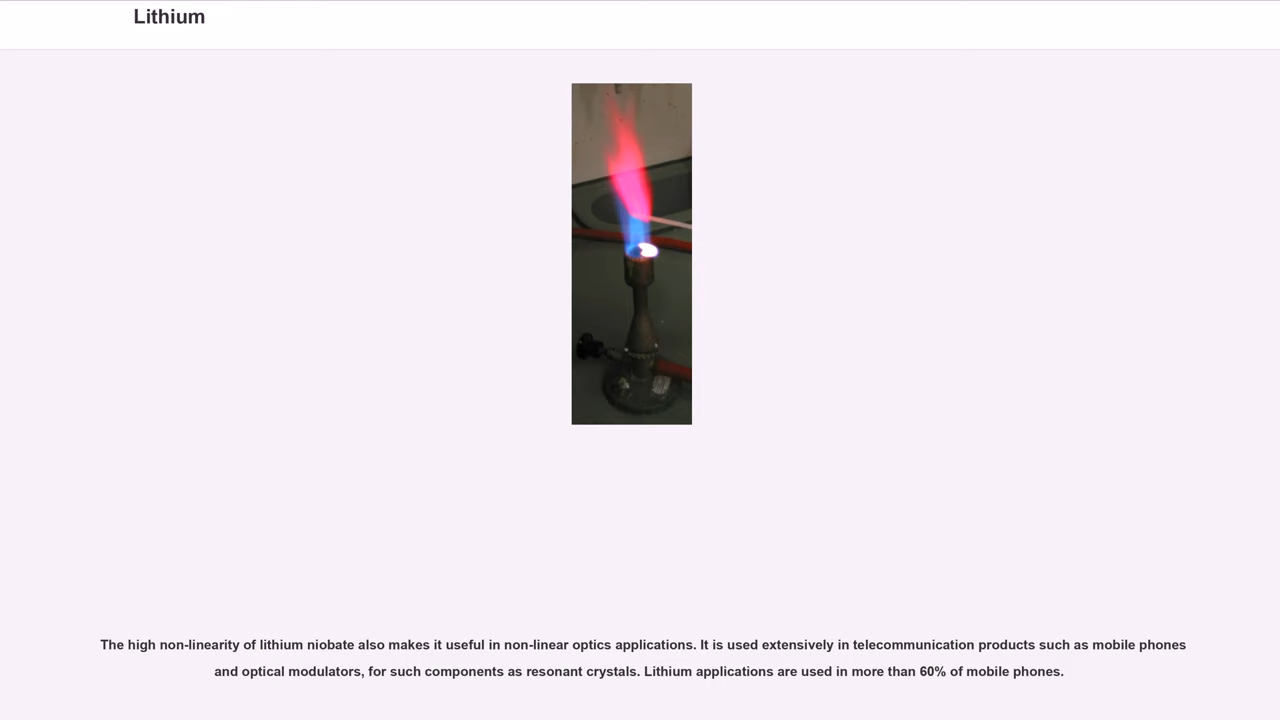 Lithium
The high non-linearity of lithium niobate also makes it useful in non-linear optics applications. It is used extensively in telecommunication products such as mobile phones
and optical modulators, for such components as resonant crystals. Lithium applications are used in more than 60% of mobile phones.